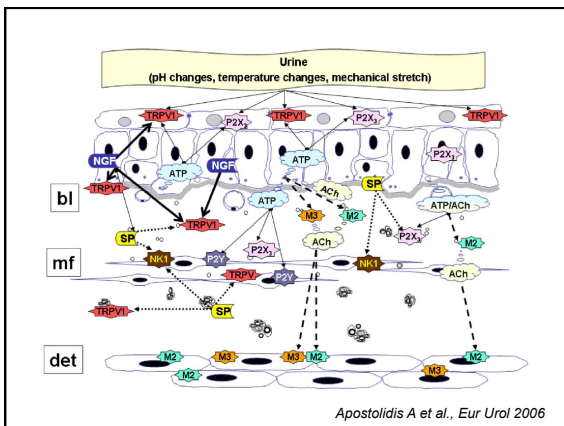 Urine
(pH changes, temperature changes, mechanical stretch)
TRPV1 P2X3 TRPV1 P2X3 TRPV1
NGF NGF ATP ATP P2X3
TRPV1 SP
bl ATP ACh ATP/ACh
M3 M2
SP TRPV1 ACh P2X3 M2
P2X3
mf NK1 P2Y NK1 ACh
TRPV P2Y
TRPV1 SP
det M2 M3 M3 M2 M2
M2 M3
Apostolidis A et al., Eur Urol 2006